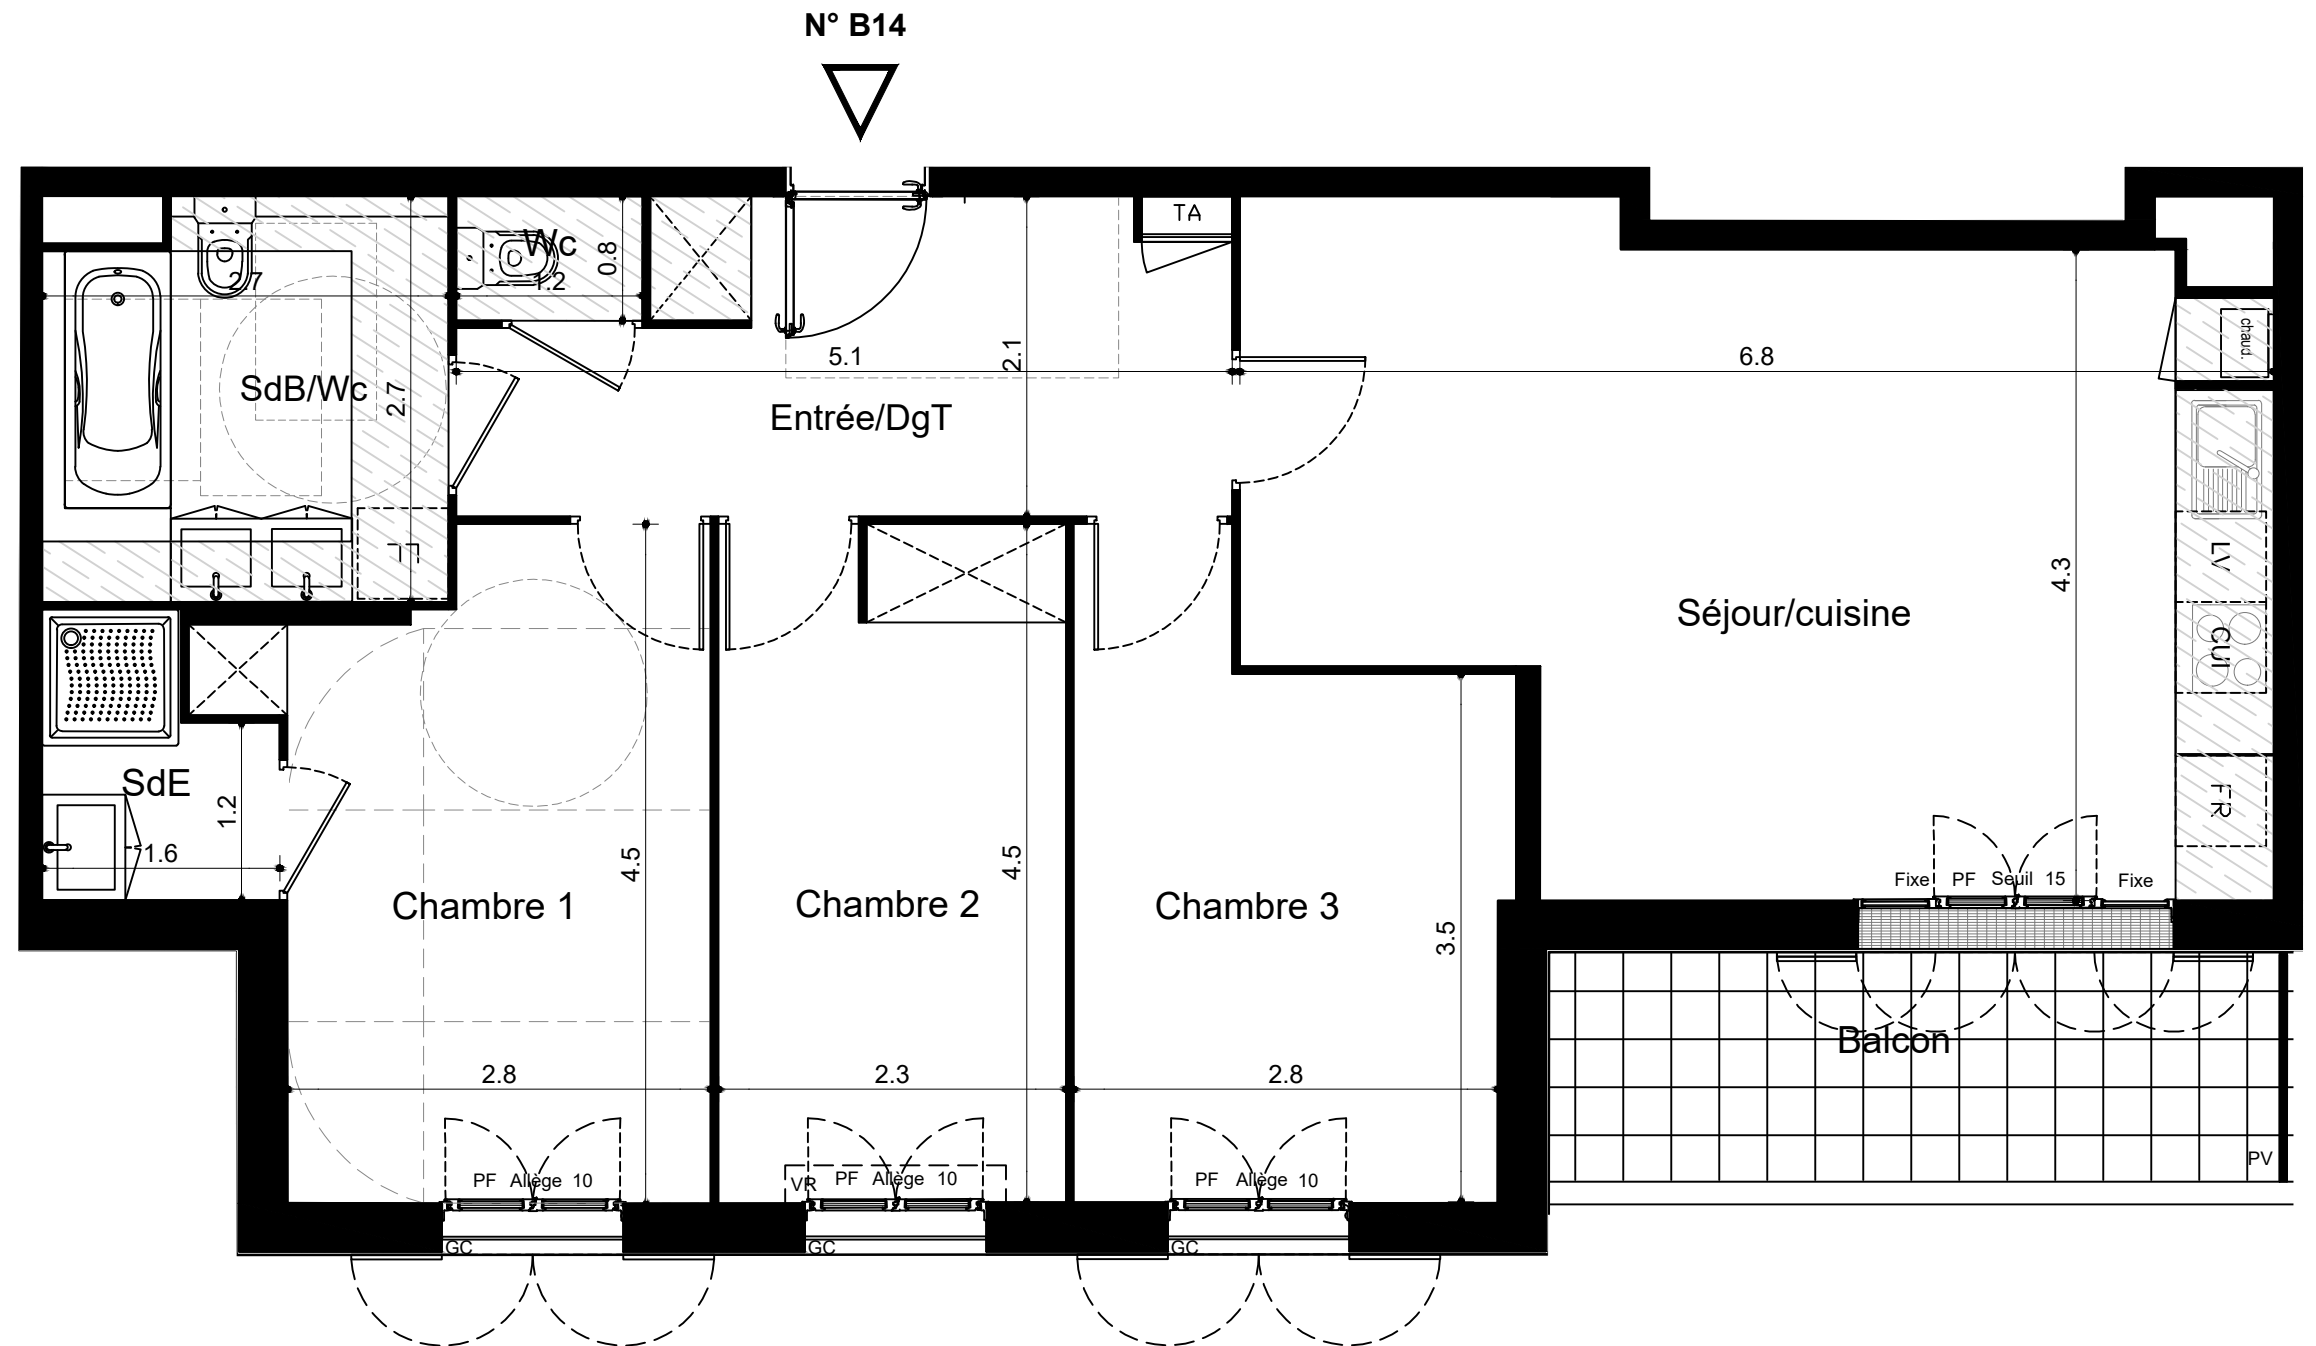 N° B14
TA
Wc
0.8
2.7
1.2
chaud.
5.1
2.1
6.8
SdB/Wc
2.7
Entrée/DgT
LV
LL
4.3
Séjour/cuisine
CUI
SdE
1.2
FR
1.6
4.5
4.5
Fixe PF Seuil 15 Fixe
Chambre 1
Chambre 2
Chambre 3
3.5
Balcon
2.8
2.3
2.8
PV
PF Allège 10
VR PF Allège 10
PF Allège 10
GC
GC
GC